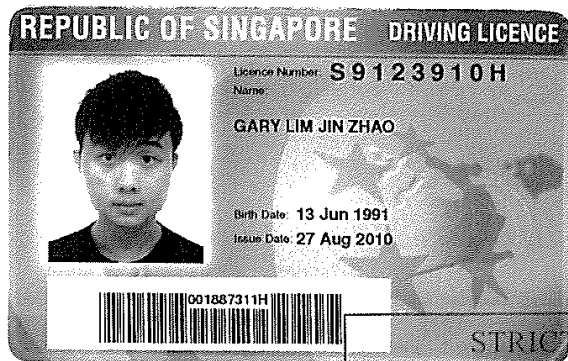 REPUBLIC OF SINGAPORE DRIVING LICENCE
Licence Number: S9123910H
Name:
GARY LIM JIN ZHAO
Birth Date: 13 Jun 1991
Issue Date: 27 Aug 2010
001887311H
STRICT